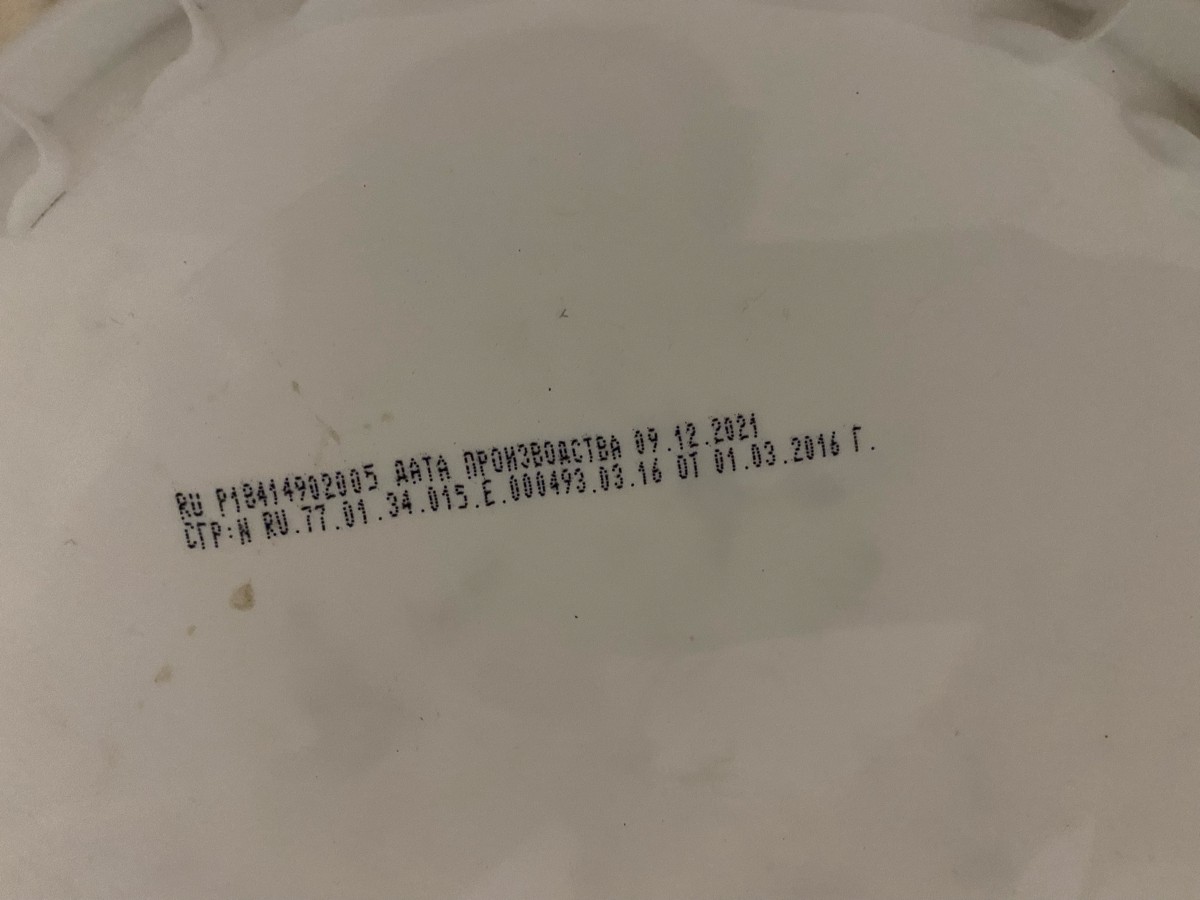 RU P18414902005 ДАТА ПРОИЗВОДСТВА 09.12.2021
СГР:N RU.77.01.34.015.E.000493.03.16 ОТ 01.03.2016 Г.